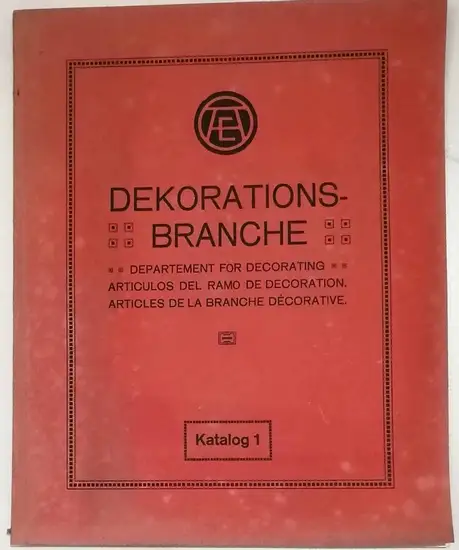 DEKORATIONS-
BRANCHE
DEPARTEMENT FOR DECORATING
ARTICULOS DEL RAMO DE DECORATION.
ARTICLES DE LA BRANCHE DÉCORATIVE.
Katalog 1